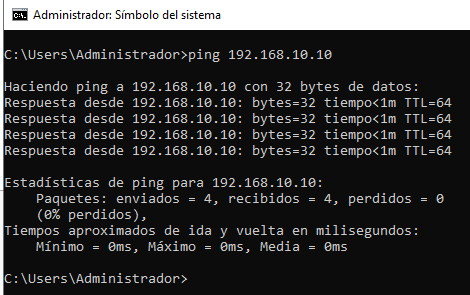 Administrador: Símbolo del sistema
C:\Users\Administrador>ping 192.168.10.10
Haciendo ping a 192.168.10.10 con 32 bytes de datos:
Respuesta desde 192.168.10.10: bytes=32 tiempo<1m TTL=64
Respuesta desde 192.168.10.10: bytes=32 tiempo<1m TTL=64
Respuesta desde 192.168.10.10: bytes=32 tiempo<1m TTL=64
Respuesta desde 192.168.10.10: bytes=32 tiempo<1m TTL=64
Estadísticas de ping para 192.168.10.10:
Paquetes: enviados = 4, recibidos = 4, perdidos = 0
(0% perdidos),
Tiempos aproximados de ida y vuelta en milisegundos:
Mínimo = 0ms, Máximo = 0ms, Media = 0ms
C:\Users\Administrador>